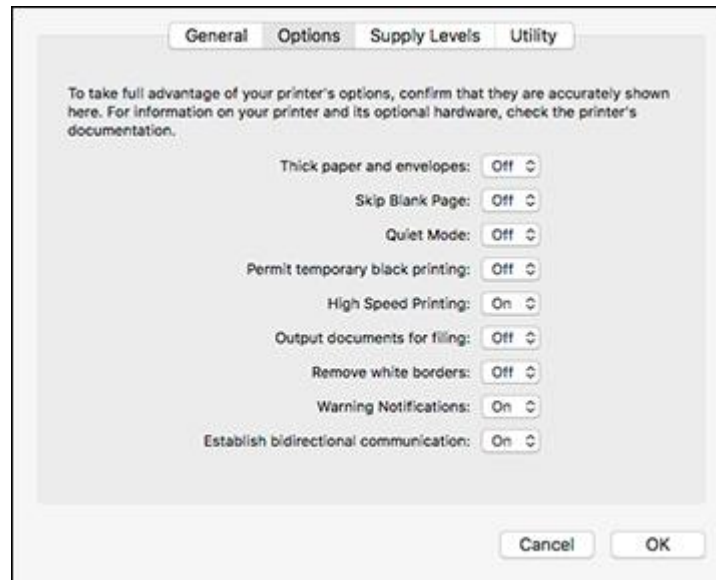 General Options Supply Levels Utility
To take full advantage of your printer's options, confirm that they are accurately shown
here. For information on your printer and its optional hardware, check the printer's
documentation.
Thick paper and envelopes: Off
Skip Blank Page: Off
Quiet Mode: Off
Permit temporary black printing: Off
High Speed Printing: On
Output documents for filing: Off
Remove white borders: Off
Warning Notifications: On
Establish bidirectional communication: On
Cancel OK